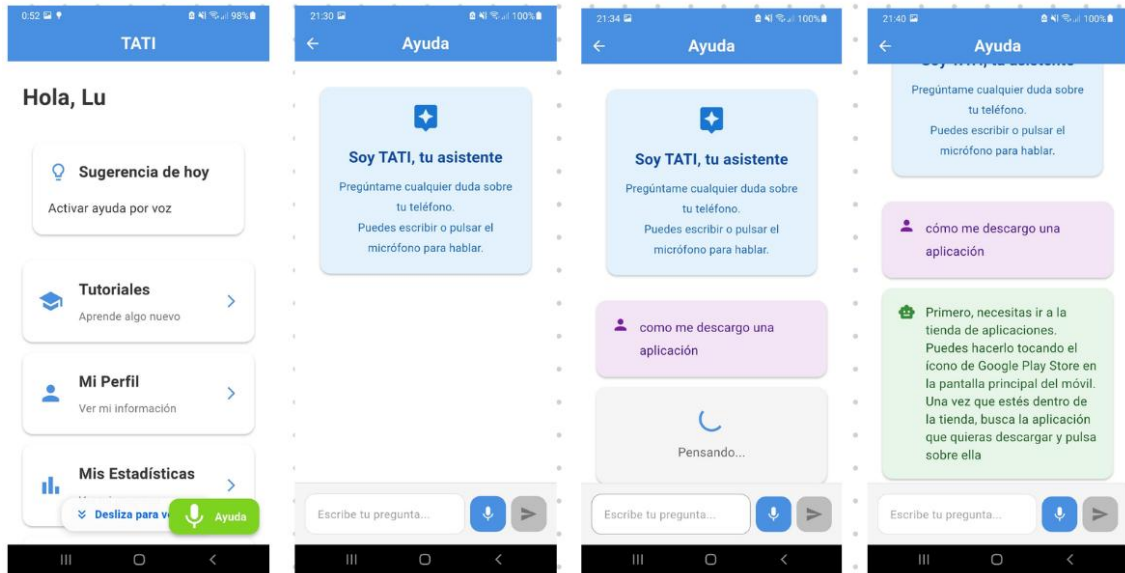 0:52
98%
TATI
Hola, Lu
Sugerencia de hoy
Activar ayuda por voz
Tutoriales
Aprende algo nuevo
Mi Perfil
Ver mi información
Mis Estadísticas
Desliza para v
Ayuda
21:30
100%
Ayuda
Soy TATI, tu asistente
Pregúntame cualquier duda sobre
tu teléfono.
Puedes escribir o pulsar el
micrófono para hablar.
Escribe tu pregunta...
21:34
100%
Ayuda
Soy TATI, tu asistente
Pregúntame cualquier duda sobre
tu teléfono.
Puedes escribir o pulsar el
micrófono para hablar.
como me descargo una
aplicación
Pensando...
Escribe tu pregunta...
21:40
100%
Ayuda
Pregúntame cualquier duda sobre
tu teléfono.
Puedes escribir o pulsar el
micrófono para hablar.
cómo me descargo una
aplicación
Primero, necesitas ir a la
tienda de aplicaciones.
Puedes hacerlo tocando el
ícono de Google Play Store en
la pantalla principal del móvil.
Una vez que estés dentro de
la tienda, busca la aplicación
que quieras descargar y pulsa
sobre ella
Escribe tu pregunta...